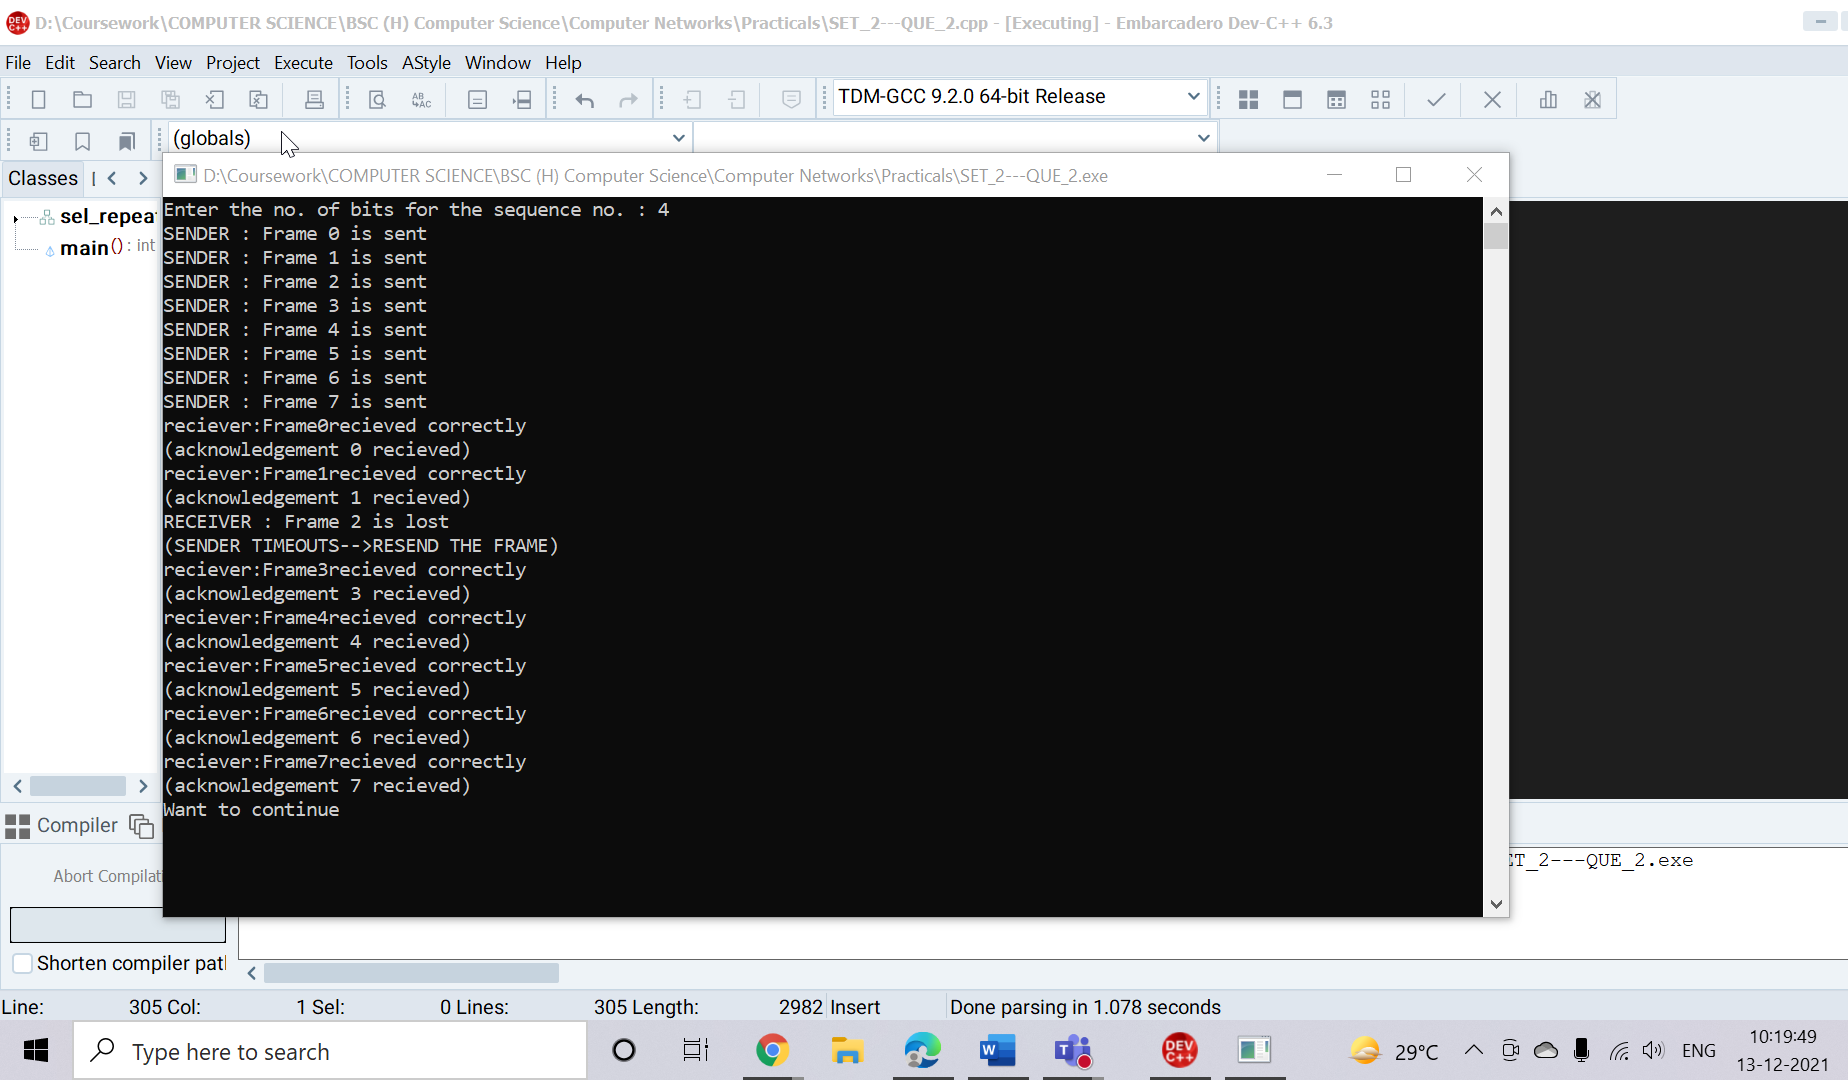 D:\Coursework\COMPUTER SCIENCE\BSC (H) Computer Science\Computer Networks\Practicals\SET_2---QUE_2.cpp - [Executing] - Embarcadero Dev-C++ 6.3
File Edit Search View Project Execute Tools AStyle Window Help
TDM-GCC 9.2.0 64-bit Release
(globals)
Classes
D:\Coursework\COMPUTER SCIENCE\BSC (H) Computer Science\Computer Networks\Practicals\SET_2---QUE_2.exe
sel_repea
main() : int
Enter the no. of bits for the sequence no. : 4
SENDER : Frame 0 is sent
SENDER : Frame 1 is sent
SENDER : Frame 2 is sent
SENDER : Frame 3 is sent
SENDER : Frame 4 is sent
SENDER : Frame 5 is sent
SENDER : Frame 6 is sent
SENDER : Frame 7 is sent
reciever:Frame0recieved correctly
(acknowledgement 0 recieved)
reciever:Frame1recieved correctly
(acknowledgement 1 recieved)
RECEIVER : Frame 2 is lost
(SENDER TIMEOUTS-->RESEND THE FRAME)
reciever:Frame3recieved correctly
(acknowledgement 3 recieved)
reciever:Frame4recieved correctly
(acknowledgement 4 recieved)
reciever:Frame5recieved correctly
(acknowledgement 5 recieved)
reciever:Frame6recieved correctly
(acknowledgement 6 recieved)
reciever:Frame7recieved correctly
(acknowledgement 7 recieved)
Want to continue
Compiler
Abort Compilati
ET_2---QUE_2.exe
Shorten compiler pat
Line: 305 Col: 1 Sel: 0 Lines: 305 Length: 2982 Insert Done parsing in 1.078 seconds
Type here to search
DEV C++
29°C
ENG
10:19:49
13-12-2021